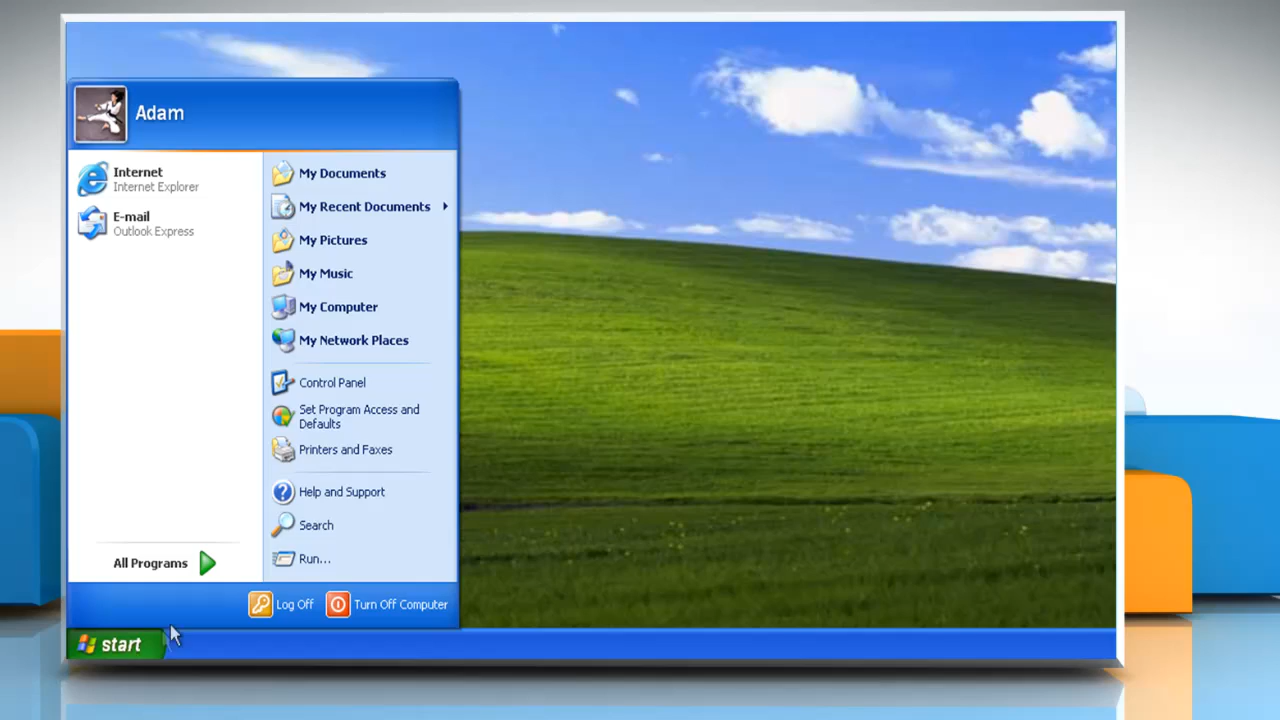 Adam
Internet
Internet Explorer
E-mail
Outlook Express
All Programs
My Documents
My Recent Documents
My Pictures
My Music
My Computer
My Network Places
Control Panel
Set Program Access and
Defaults
Printers and Faxes
Help and Support
Search
Run...
Log Off
Turn Off Computer
start